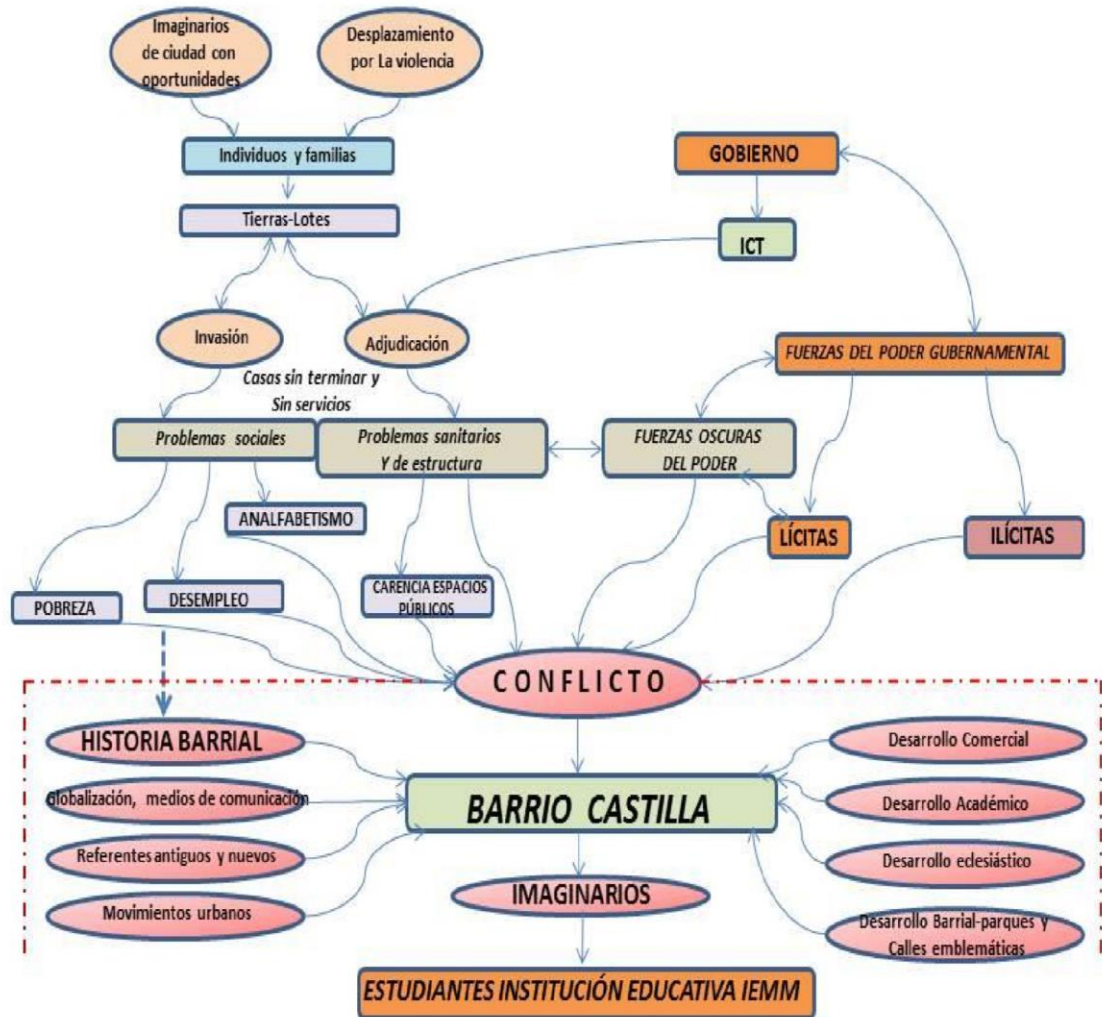 Imaginarios
de ciudad con
oportunidades
Desplazamiento
por La violencia
Individuos y familias
GOBIERNO
Tierras-Lotes
ICT
Invasión
Adjudicación
FUERZAS DEL PODER GUBERNAMENTAL
Casas sin terminar y
Sin servicios
Problemas sociales
Problemas sanitarios
Y de estructura
FUERZAS OSCURAS
DEL PODER
ANALFABETISMO
LÍCITAS
ILÍCITAS
POBREZA
DESEMPLEO
CARENCIA ESPACIOS
PÚBLICOS
CONFLICTO
HISTORIA BARRIAL
Globalización, medios de comunicación
Referentes antiguos y nuevos
Movimientos urbanos
BARRIO CASTILLA
Desarrollo Comercial
Desarrollo Académico
Desarrollo eclesiástico
Desarrollo Barrial-parques y
Calles emblemáticas
IMAGINARIOS
ESTUDIANTES INSTITUCIÓN EDUCATIVA IEMM